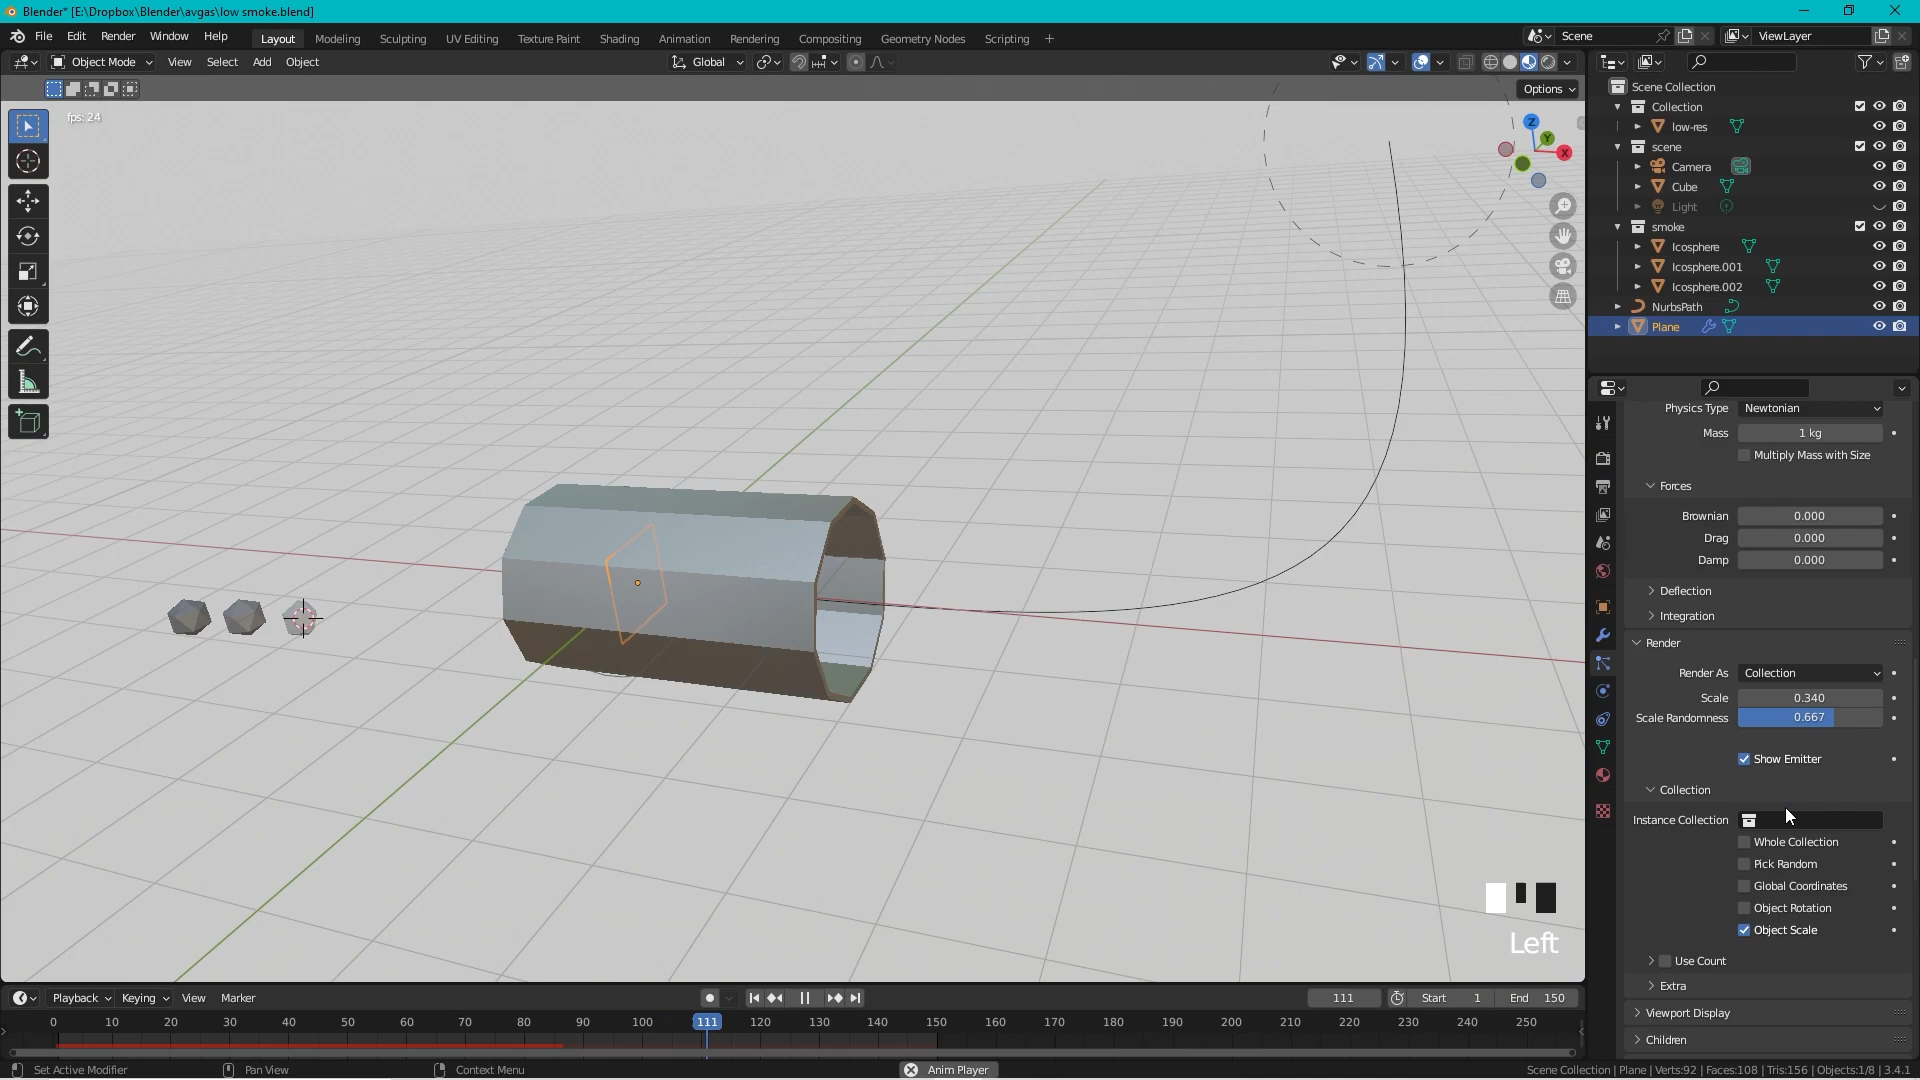 Blender* [E:\Dropbox\Blender\avgas\low smoke.blend]
File Edit Render Window Help Layout Modeling Sculpting UV Editing Texture Paint Shading Animation Rendering Compositing Geometry Nodes Scripting Scene ViewLayer
Object Mode View Select Add Object Global
Options
fps: 24
Z
Y
X
Scene Collection
Collection
low-res
scene
Camera
Cube
Light
smoke
Icosphere
Icosphere.001
Icosphere.002
NurbsPath
Plane
Physics Type Newtonian
Mass 1 kg
Multiply Mass with Size
Forces
Brownian 0.000
Drag 0.000
Damp 0.000
Deflection
Integration
Render
Render As Collection
Scale 0.340
Scale Randomness 0.667
Show Emitter
Collection
Instance Collection
Whole Collection
Pick Random
Global Coordinates
Object Rotation
Object Scale
Use Count
Extra
Viewport Display
Children
Left
Playback Keying View Marker 111 Start 1 End 150
0 10 20 30 40 50 60 70 80 90 100 111 120 130 140 150 160 170 180 190 200 210 220 230 240 250
Set Active Modifier Pan View Context Menu Anim Player Scene Collection | Plane | Verts:92 | Faces:108 | Tris:156 | Objects:1/8 | 3.4.1